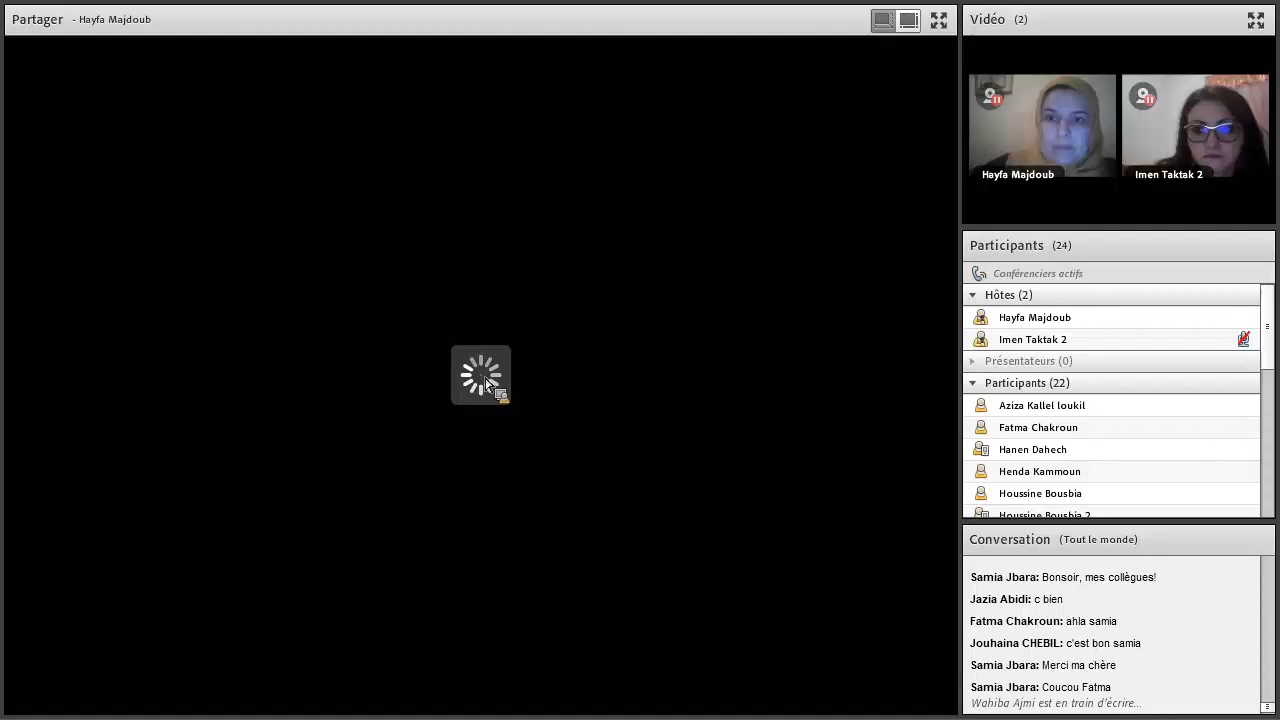 Partager - Hayfa Majdoub
Vidéo (2)
Hayfa Majdoub
Imen Taktak 2
Participants (24)
Conférenciers actifs
Hôtes (2)
Hayfa Majdoub
Imen Taktak 2
Présentateurs (0)
Participants (22)
Aziza Kallel loukil
Fatma Chakroun
Hanen Dahech
Henda Kammoun
Houssine Bousbia
Houssine Bousbia 2
Conversation (Tout le monde)
Samia Jbara: Bonsoir, mes collègues!
Jazia Abidi: c bien
Fatma Chakroun: ahla samia
Jouhaina CHEBIL: c'est bon samia
Samia Jbara: Merci ma chère
Samia Jbara: Coucou Fatma
Wahiba Ajmi est en train d'écrire...